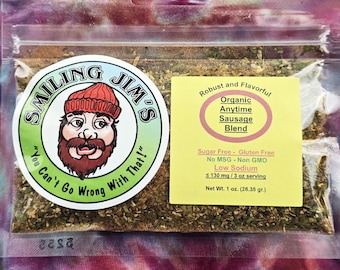 SMILING JIM'S
"You Can't Go Wrong With That!"
Robust and Flavorful
Organic
Anytime
Sausage
Blend
Sugar Free - Gluten Free
No MSG - Non GMO
Low Sodium
≤ 130 mg / 3 oz serving
Net Wt. 1 oz. (28.35 gr.)